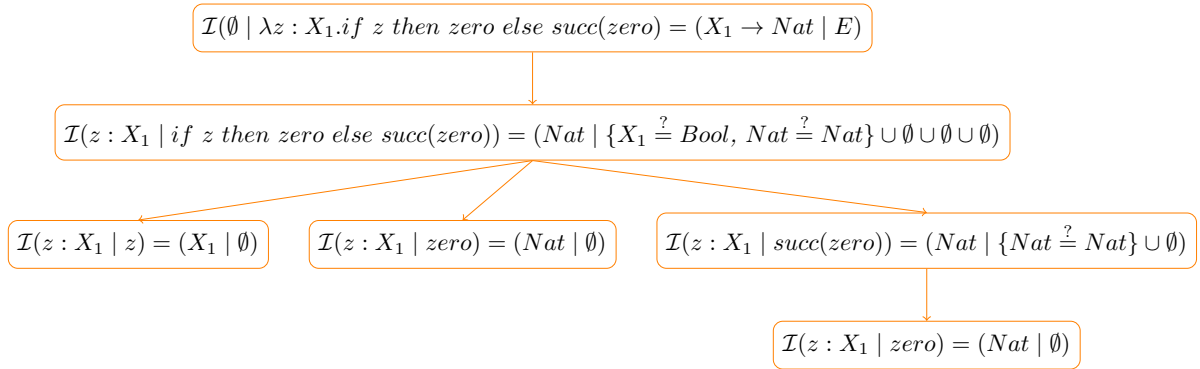 ℐ(∅ | λz : X₁.if z then zero else succ(zero) = (X₁ → Nat | E)
ℐ(z : X₁ | if z then zero else succ(zero)) = (Nat | {X₁ ≟ Bool, Nat ≟ Nat} ∪ ∅ ∪ ∅ ∪ ∅)
ℐ(z : X₁ | z) = (X₁ | ∅)
ℐ(z : X₁ | zero) = (Nat | ∅)
ℐ(z : X₁ | succ(zero)) = (Nat | {Nat ≟ Nat} ∪ ∅)
ℐ(z : X₁ | zero) = (Nat | ∅)